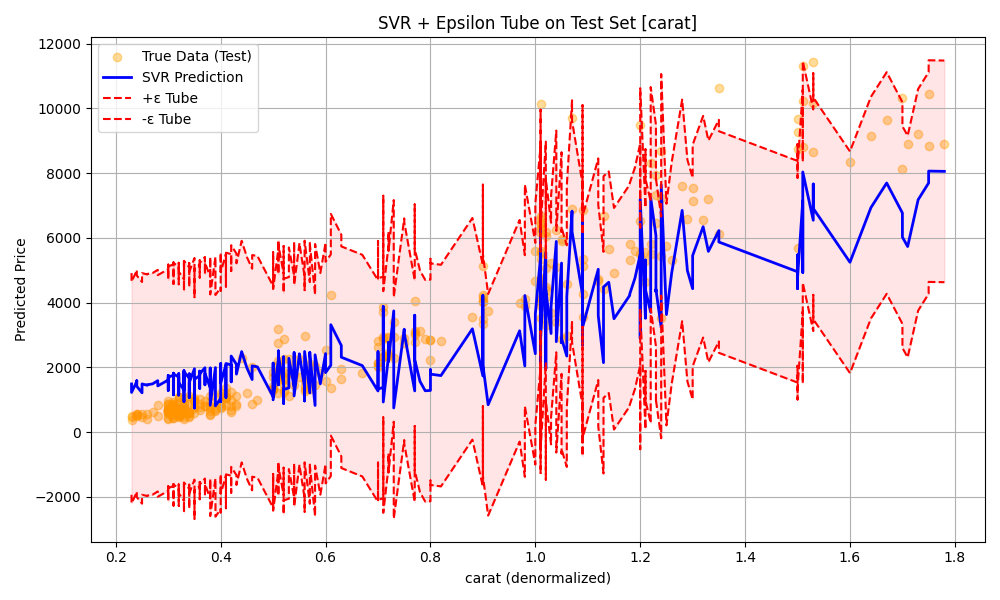 SVR + Epsilon Tube on Test Set [carat]
True Data (Test)
SVR Prediction
+ε Tube
-ε Tube
Predicted Price
12000
10000
8000
6000
4000
2000
0
−2000
0.2 0.4 0.6 0.8 1.0 1.2 1.4 1.6 1.8
carat (denormalized)